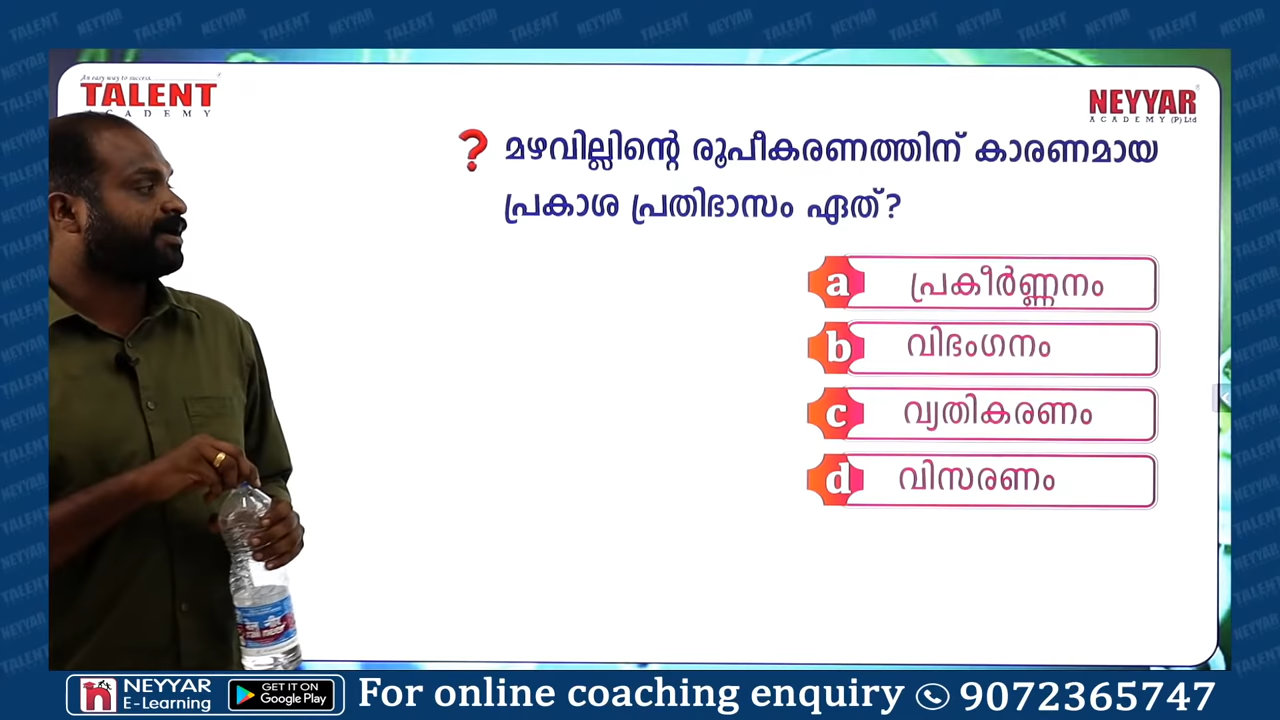 An easy way to success
TALENT
ACADEMY
NEYYAR
ACADEMY (P) Ltd
❓ മഴവില്ലിന്റെ രൂപീകരണത്തിന് കാരണമായ
പ്രകാശ പ്രതിഭാസം ഏത്?
a പ്രകീർണ്ണനം
b വിഭംഗനം
c വ്യതികരണം
d വിസരണം
NEYYAR
E-Learning
GET IT ON
Google Play
For online coaching enquiry 9072365747